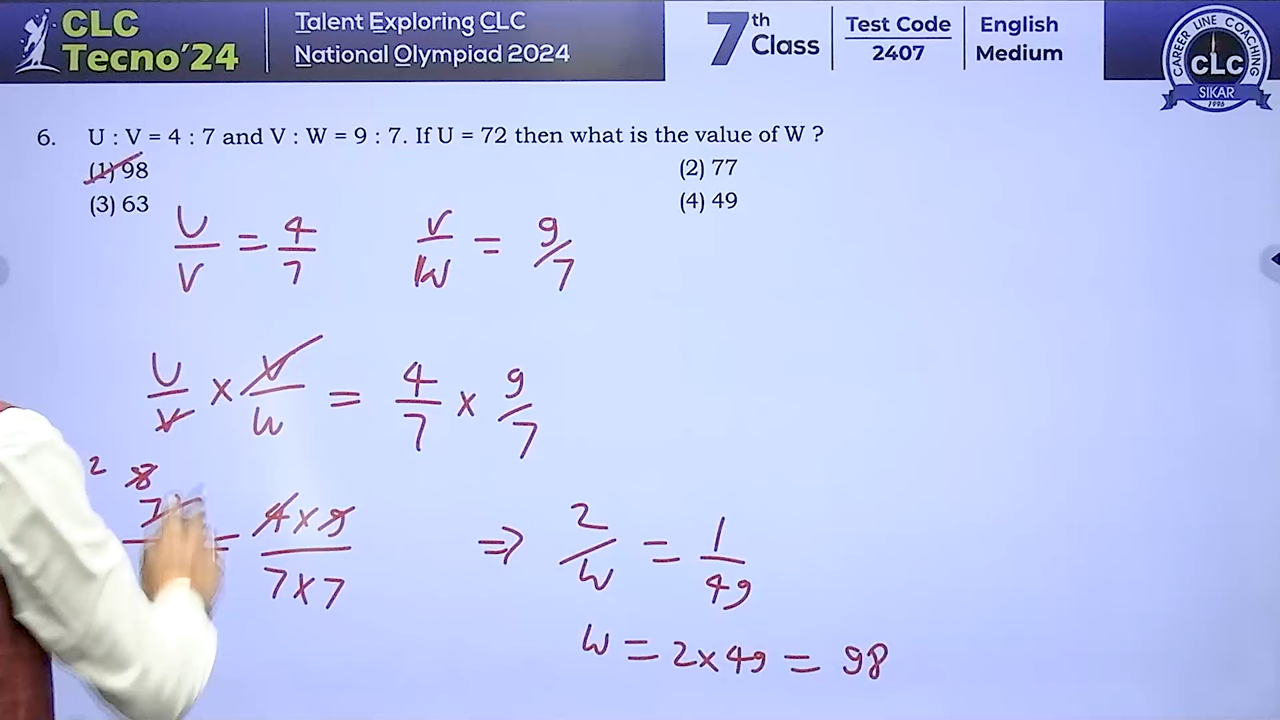 CLC
Tecno'24
Talent Exploring CLC
National Olympiad 2024
7th Class
Test Code
2407
English
Medium
CAREER LINE COACHING
CLC
SIKAR
1996
6. U : V = 4 : 7 and V : W = 9 : 7. If U = 72 then what is the value of W ?
(1) 98 (2) 77
(3) 63 (4) 49
U/V = 4/7 V/W = 9/7
U/V × V/W = 4/7 × 9/7
2 8
7 = 4×9/7×7 ⇒ 2/W = 1/49
W = 2×49 = 98